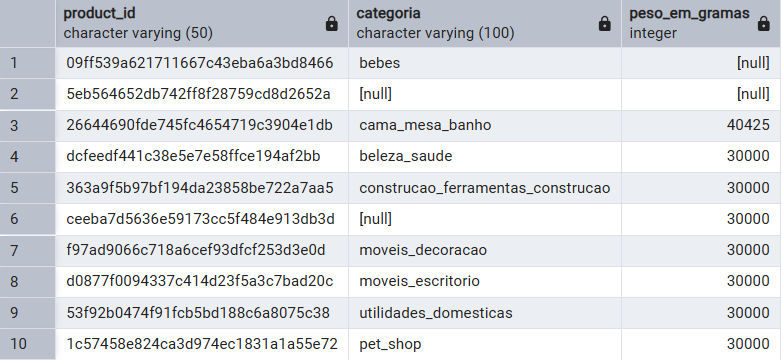 product_id categoria peso_em_gramas
character varying (50) character varying (100) integer
1 09ff539a621711667c43eba6a3bd8466 bebes [null]
2 5eb564652db742ff8f28759cd8d2652a [null] [null]
3 26644690fde745fc4654719c3904e1db cama_mesa_banho 40425
4 dcfeedf441c38e5e7e58ffce194af2bb beleza_saude 30000
5 363a9f5b97bf194da23858be722a7aa5 construcao_ferramentas_construcao 30000
6 ceeba7d5636e59173cc5f484e913db3d [null] 30000
7 f97ad9066c718a6cef93dfcf253d3e0d moveis_decoracao 30000
8 d0877f0094337c414d23f5a3c7bad20c moveis_escritorio 30000
9 53f92b0474f91fcb5bd188c6a8075c38 utilidades_domesticas 30000
10 1c57458e824ca3d974ec1831a1a55e72 pet_shop 30000